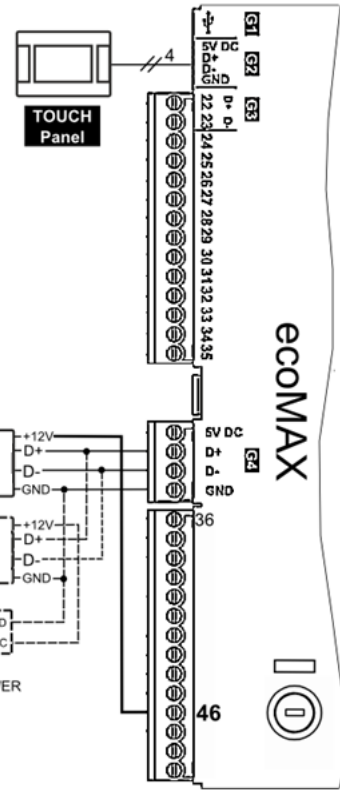 G1
5V DC
D+
D-
GND
G2
4
TOUCH
Panel
22 D+
23 D-
G3
24
25
26
27
28
29
30
31
32
33
34
35
ecoMAX
+12V
D+
D-
GND
5V DC
D+
D-
GND
G4
+12V
D+
D-
GND
36
D
C
46